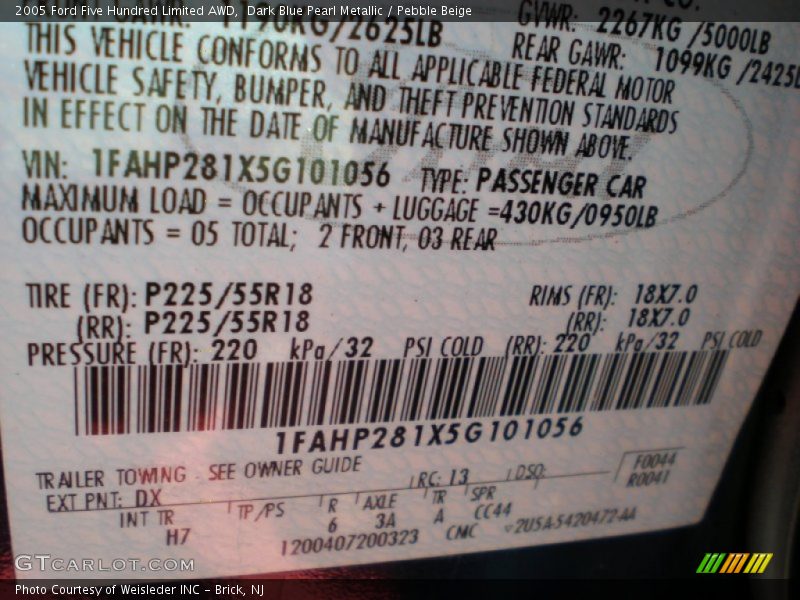 2005 Ford Five Hundred Limited AWD, Dark Blue Pearl Metallic / Pebble Beige
/2625LB GVWR: 2267KG /5000LB
REAR GAWR: 1099KG /2425L
THIS VEHICLE CONFORMS TO ALL APPLICABLE FEDERAL MOTOR
VEHICLE SAFETY, BUMPER, AND THEFT PREVENTION STANDARDS
IN EFFECT ON THE DATE OF MANUFACTURE SHOWN ABOVE.
VIN: 1FAHP281X5G101056 TYPE: PASSENGER CAR
MAXIMUM LOAD = OCCUPANTS + LUGGAGE =430KG/0950LB
OCCUPANTS = 05 TOTAL; 2 FRONT, 03 REAR
TIRE (FR): P225/55R18 RIMS (FR): 18X7.0
(RR): P225/55R18 (RR): 18X7.0
PRESSURE (FR): 220 kPa/32 PSI COLD (RR): 220 kPa/32 PSI COLD
1FAHP281X5G101056
TRAILER TOWING - SEE OWNER GUIDE
EXT PNT: DX RC: 13 DSO: F0044
R0041
INT TR TP/PS R AXLE TR SPR
H7 6 3A A CC44
1200407200323 CMC 2U5A-5420472-AA
GTCARLOT.COM
Photo Courtesy of Weisleder INC - Brick, NJ